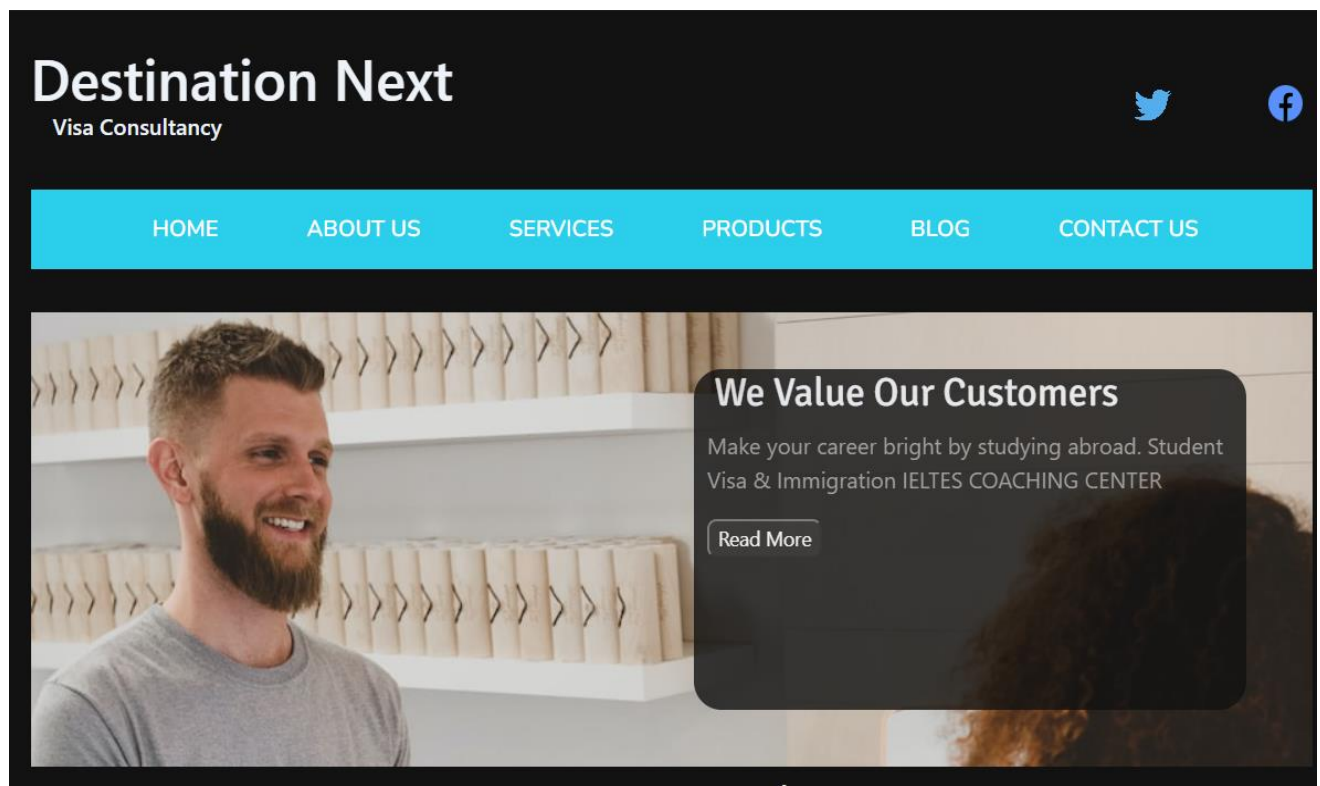 Destination Next
Visa Consultancy
HOME ABOUT US SERVICES PRODUCTS BLOG CONTACT US
We Value Our Customers
Make your career bright by studying abroad. Student
Visa & Immigration IELTES COACHING CENTER
Read More